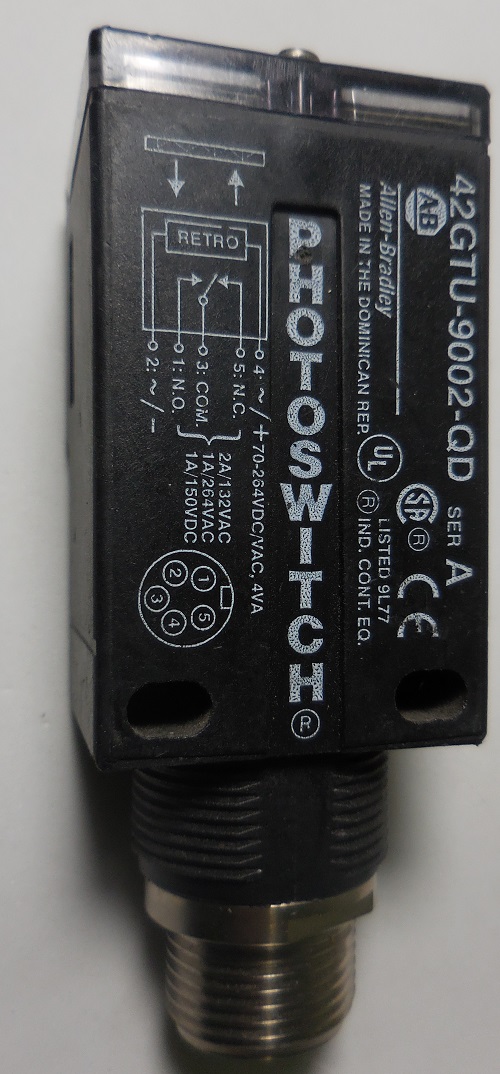 42GTU-9002-QD SER A
AB
Allen-Bradley
MADE IN THE DOMINICAN REP.
UL
LISTED 9L77
® IND. CONT. EQ.
SA ®
CE
PHOTOSWITCH®
RETRO
4: ~/+ 70-264VDC/VAC, 4VA
5: N.C.
3: COM.
1: N.O.
2: ~/-
2A/132VAC
1A/264VAC
1A/150VDC
1
2
3
4
5